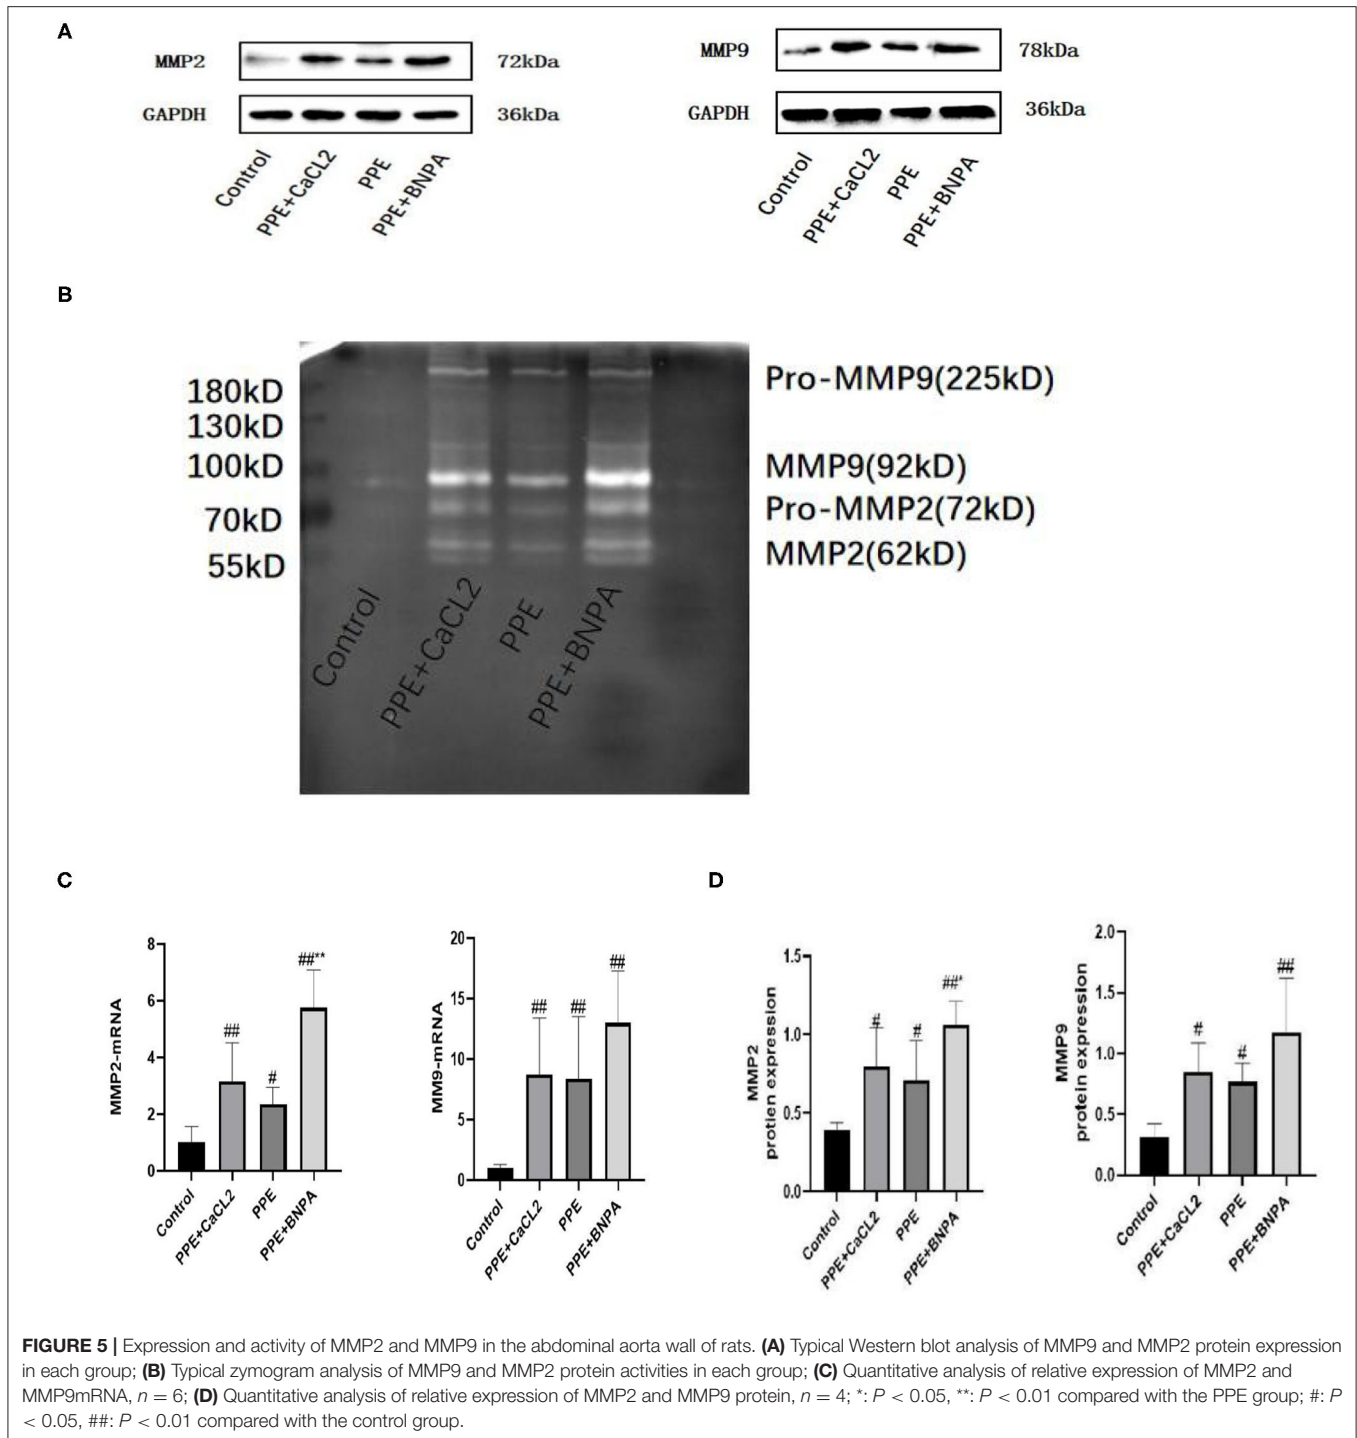 A
MMP2
72kDa
GAPDH
36kDa
Control
PPE+CaCL2
PPE
PPE+BNPA
MMP9
78kDa
GAPDH
36kDa
Control
PPE+CaCL2
PPE
PPE+BNPA
B
180kD
130kD
100kD
70kD
55kD
Pro-MMP9(225kD)
MMP9(92kD)
Pro-MMP2(72kD)
MMP2(62kD)
Control
PPE+CaCL2
PPE
PPE+BNPA
C
MMP2-mRNA
8
6
4
2
0
##
#
##**
Control
PPE+CaCL2
PPE
PPE+BNPA
MM9-mRNA
20
15
10
5
0
##
##
##
Control
PPE+CaCL2
PPE
PPE+BNPA
D
MMP2
protien expression
1.5
1.0
0.5
0.0
#
#
##*
Control
PPE+CaCL2
PPE
PPE+BNPA
MMP9
protein expression
2.0
1.5
1.0
0.5
0.0
#
#
##
Control
PPE+CaCL2
PPE
PPE+BNPA
FIGURE 5 | Expression and activity of MMP2 and MMP9 in the abdominal aorta wall of rats. (A) Typical Western blot analysis of MMP9 and MMP2 protein expression
in each group; (B) Typical zymogram analysis of MMP9 and MMP2 protein activities in each group; (C) Quantitative analysis of relative expression of MMP2 and
MMP9mRNA, n = 6; (D) Quantitative analysis of relative expression of MMP2 and MMP9 protein, n = 4; *: P < 0.05, **: P < 0.01 compared with the PPE group; #: P
< 0.05, ##: P < 0.01 compared with the control group.